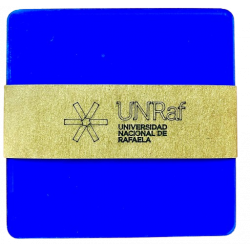 UNRaf
UNIVERSIDAD
NACIONAL DE
RAFAELA